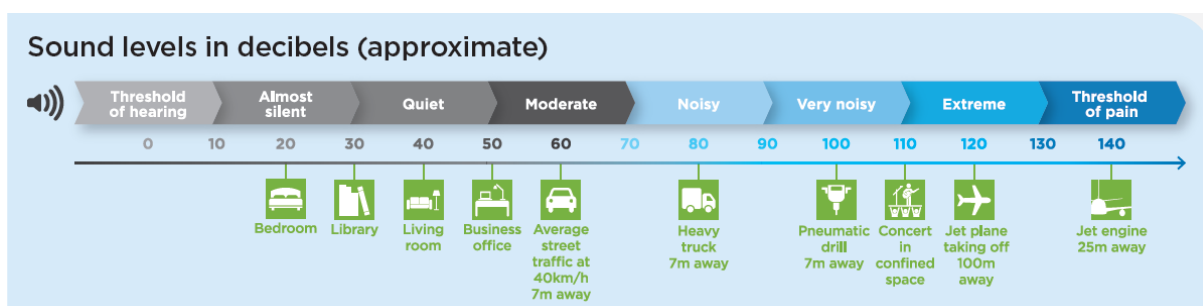 Sound levels in decibels (approximate)
Threshold
of hearing
Almost
silent
Quiet
Moderate
Noisy
Very noisy
Extreme
Threshold
of pain
0 10 20 30 40 50 60 70 80 90 100 110 120 130 140
Bedroom
Library
Living
room
Business
office
Average
street
traffic at
40km/h
7m away
Heavy
truck
7m away
Pneumatic
drill
7m away
Concert
in
confined
space
Jet plane
taking off
100m
away
Jet engine
25m away